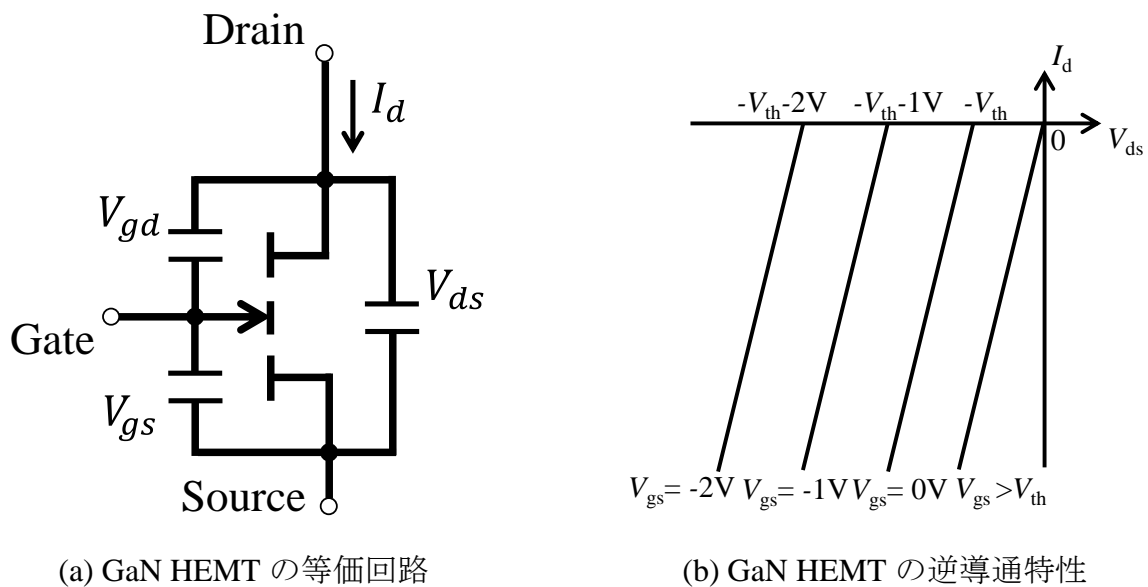 Drain
I_d
V_gd
V_ds
Gate
V_gs
Source
(a) GaN HEMT の等価回路
I_d
-V_th-2V -V_th-1V -V_th
0
V_ds
V_gs= -2V V_gs= -1V V_gs= 0V V_gs >V_th
(b) GaN HEMT の逆導通特性